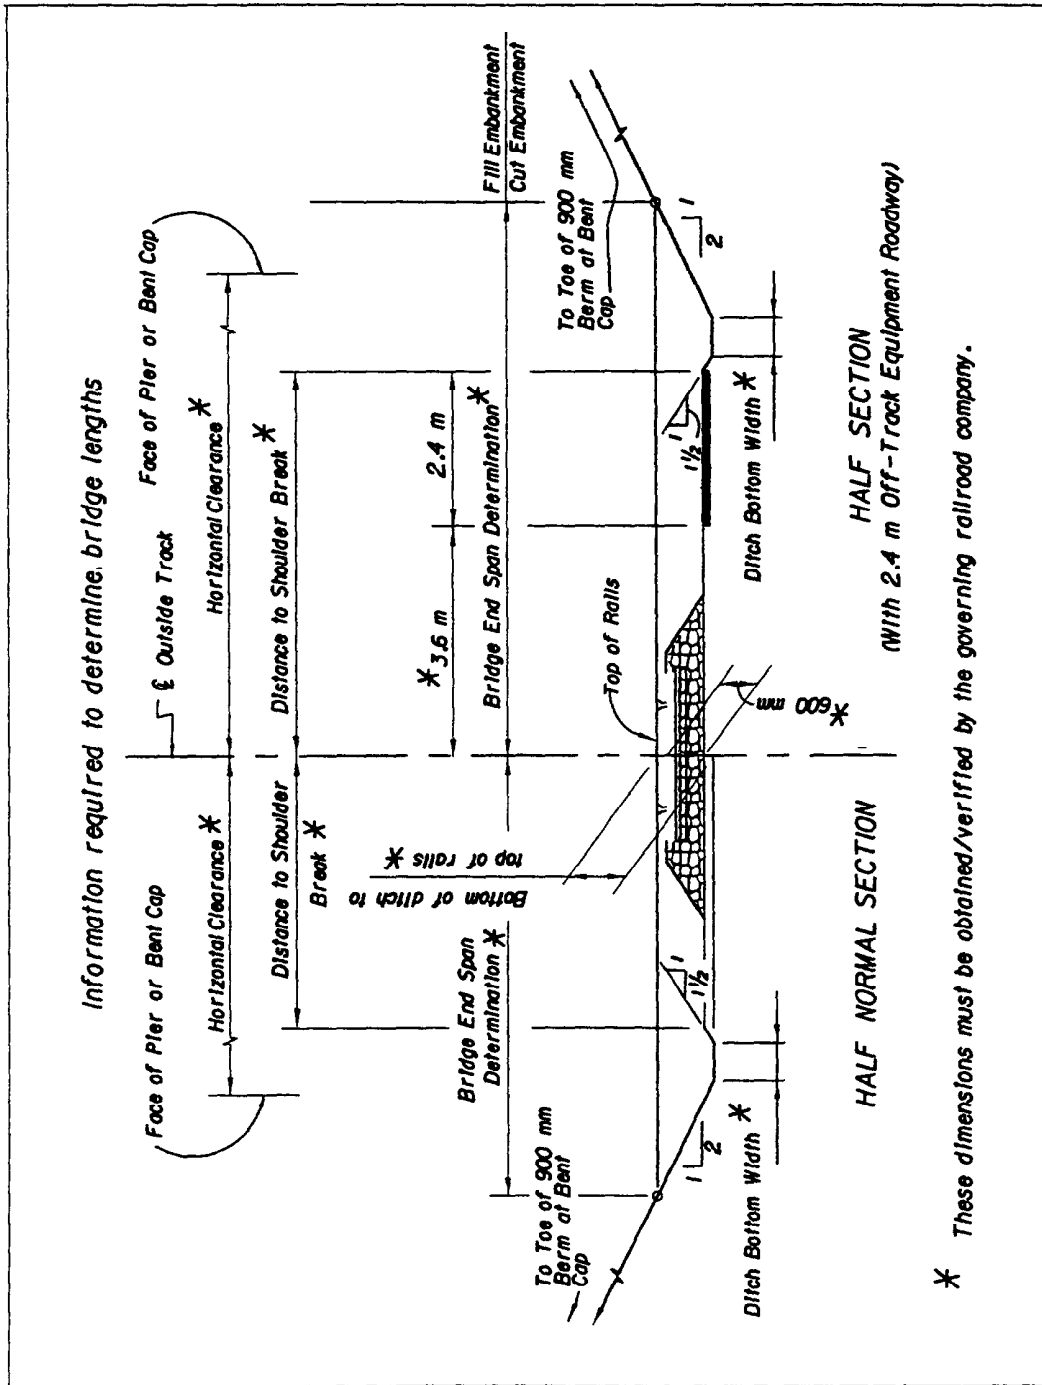 Information required to determine bridge lengths
Face of Pier or Bent Cap
℄ Outside Track
Face of Pier or Bent Cap
Horizontal Clearance *
Horizontal Clearance *
Distance to Shoulder
Break *
Distance to Shoulder Break *
Bottom of ditch to
top of rails *
* 3.6 m
2.4 m
Bridge End Span
Determination *
Bridge End Span Determination *
Fill Embankment
Cut Embankment
To Toe of 900 mm
Berm at Bent
Cap
To Toe of 900 mm
Berm at Bent
Cap
Top of Rails
1
2
1
1½
1
1½
1
2
*600 mm
Ditch Bottom Width *
Ditch Bottom Width *
HALF NORMAL SECTION
HALF SECTION
(With 2.4 m Off-Track Equipment Roadway)
* These dimensions must be obtained/verified by the governing railroad company.